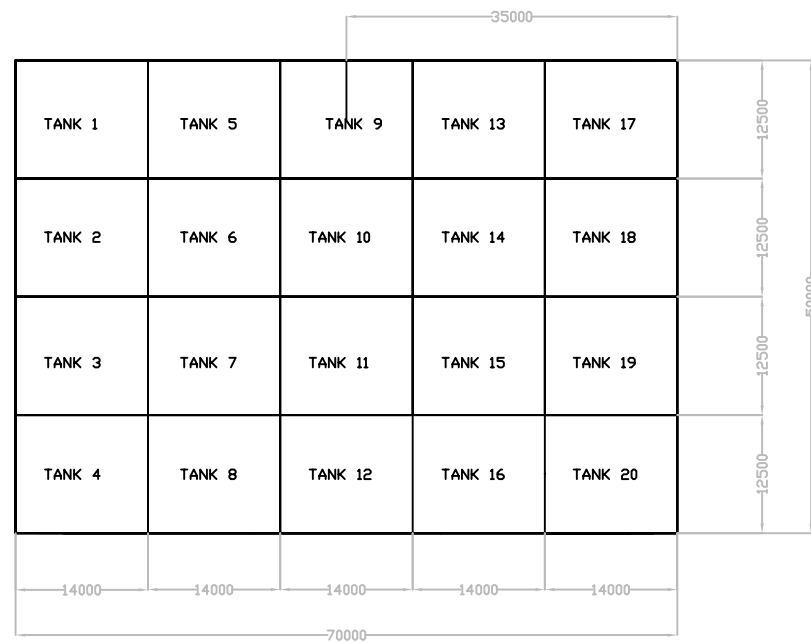 35000
TANK 1 TANK 5 TANK 9 TANK 13 TANK 17
12500
TANK 2 TANK 6 TANK 10 TANK 14 TANK 18
12500
50000
TANK 3 TANK 7 TANK 11 TANK 15 TANK 19
12500
TANK 4 TANK 8 TANK 12 TANK 16 TANK 20
12500
14000 14000 14000 14000 14000
70000